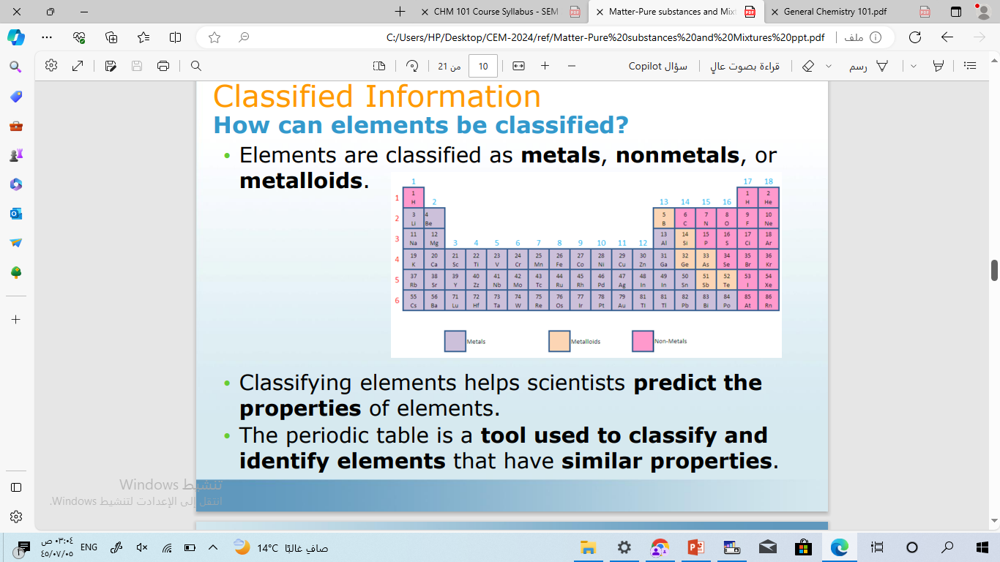 CHM 101 Course Syllabus - SEM
Matter-Pure substances and Mix
General Chemistry 101.pdf
C:/Users/HP/Desktop/CEM-2024/ref/Matter-Pure%20substances%20and%20Mixtures%20ppt.pdf
ملف
10
من 21
سؤال Copilot
قراءة بصوت عالٍ
رسم
Classified Information
How can elements be classified?
• Elements are classified as metals, nonmetals, or
metalloids.
1 17 18
1 1 H 1 H 2 He
2 13 14 15 16
2 3 Li 4 Be 5 B 6 C 7 N 8 O 9 F 10 Ne
3 11 Na 12 Mg 3 4 5 6 7 8 9 10 11 12 13 Al 14 Si 15 P 16 S 17 Cl 18 Ar
4 19 K 20 Ca 21 Sc 22 Ti 23 V 24 Cr 25 Mn 26 Fe 27 Co 28 Ni 29 Cu 30 Zn 31 Ga 32 Ge 33 As 34 Se 35 Br 36 Kr
5 37 Rb 38 Sr 39 Y 40 Zz 41 Nb 42 Mo 43 Tc 44 Ru 45 Rh 46 Pd 47 Ag 48 In 49 In 50 Sn 51 Sb 52 Te 53 I 54 Xe
6 55 Cs 56 Ba 71 Lu 72 Hf 73 Ta 74 W 75 Re 76 Os 77 Ir 78 Pt 79 Au 81 Tl 81 Tl 82 Pb 83 Bi 84 Po 85 At 86 Rn
Metals Metalloids Non-Metals
• Classifying elements helps scientists predict the
properties of elements.
• The periodic table is a tool used to classify and
identify elements that have similar properties.
تنشيط Windows
انتقل إلى الإعدادت لتنشيط Windows.
٠٣:٠٤ ص
٤٥/٠٧/٠٥
1
ENG
14°C صافٍ غالبًا